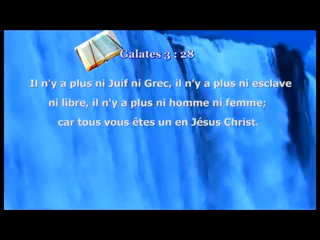 Galates 3 : 28
Il n'y a plus ni Juif ni Grec, il n'y a plus ni esclave
ni libre, il n'y a plus ni homme ni femme;
car tous vous êtes un en Jésus Christ.